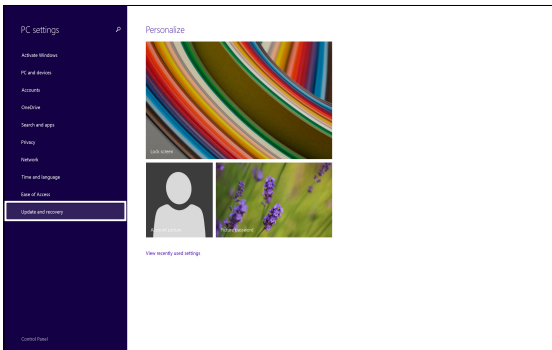 PC settings
Activate Windows
PC and devices
Accounts
OneDrive
Search and apps
Privacy
Network
Time and language
Ease of Access
Update and recovery
Control Panel
Personalize
Lock screen
Account picture
Picture password
View recently used settings